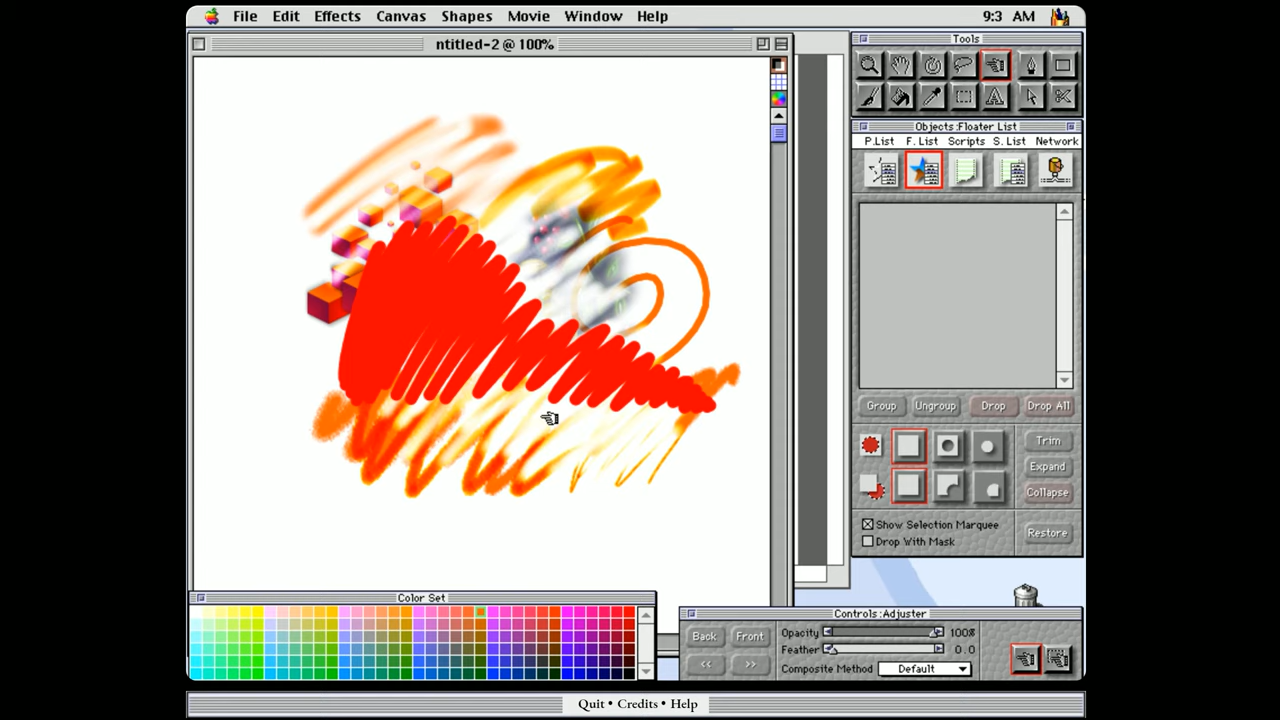 File Edit Effects Canvas Shapes Movie Window Help
9:3 AM
ntitled-2 @ 100%
Tools
Objects :Floater List
P.List F. List Scripts S. List Network
Group Ungroup Drop Drop All
Trim
Expand
Collapse
Show Selection Marquee
Drop With Mask
Restore
Color Set
Controls :Adjuster
Back Front
<< >>
Opacity 100%
Feather 0.0
Composite Method Default
Quit • Credits • Help